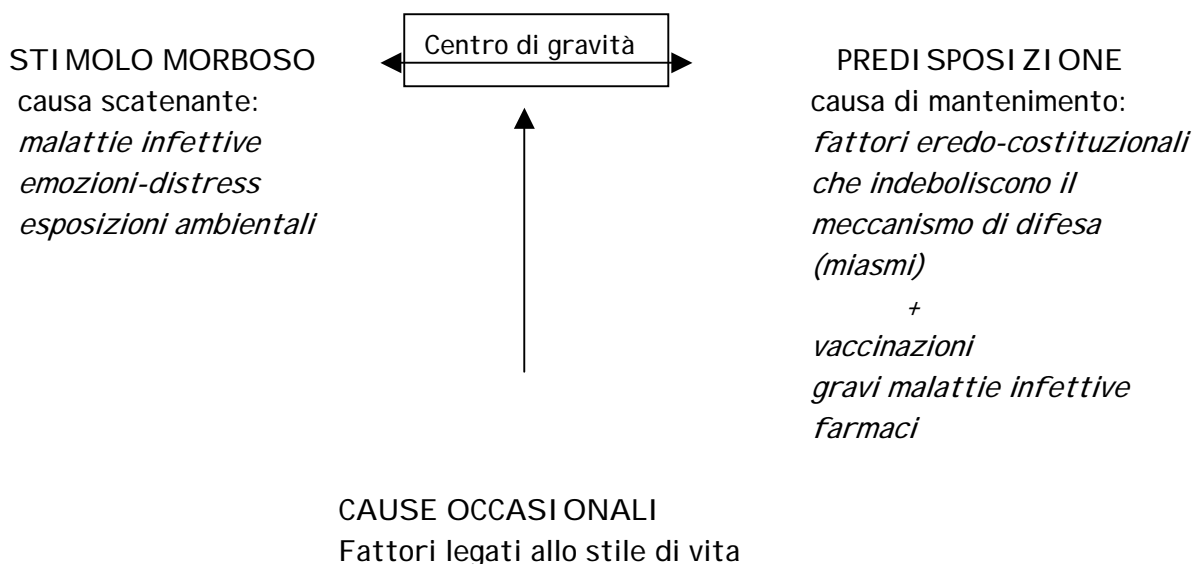 Centro di gravità
STIMOLO MORBOSO
causa scatenante:
malattie infettive
emozioni-distress
esposizioni ambientali
PREDISPOSIZIONE
causa di mantenimento:
fattori eredo-costituzionali
che indeboliscono il
meccanismo di difesa
(miasmi)
+
vaccinazioni
gravi malattie infettive
farmaci
CAUSE OCCASIONALI
Fattori legati allo stile di vita